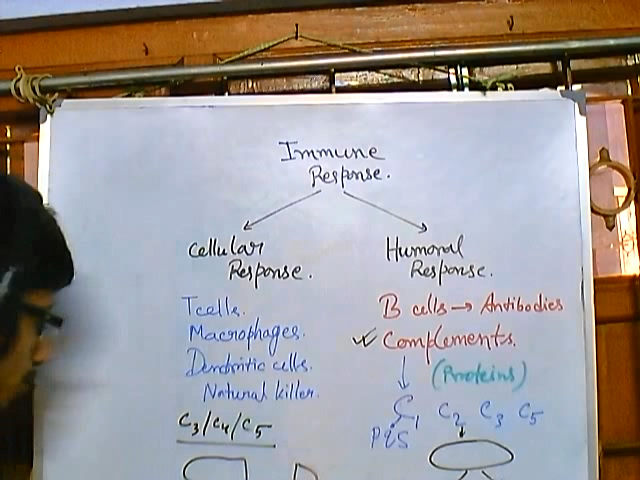 Immune
Response.
Cellular
Response.
Humoral
Response.
T cells.
Macrophages.
Dendritic cells.
Natural killer.
C3/C4/C5
B cells → Antibodies
✓ Complements.
(Proteins)
C1 C2 C3 C5